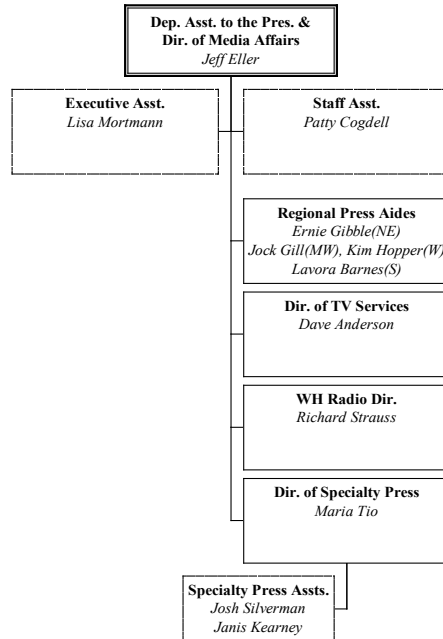 Dep. Asst. to the Pres. &
Dir. of Media Affairs
Jeff Eller
Executive Asst.
Lisa Mortmann
Staff Asst.
Patty Cogdell
Regional Press Aides
Ernie Gibble(NE)
Jock Gill(MW), Kim Hopper(W)
Lavora Barnes(S)
Dir. of TV Services
Dave Anderson
WH Radio Dir.
Richard Strauss
Dir. of Specialty Press
Maria Tio
Specialty Press Assts.
Josh Silverman
Janis Kearney